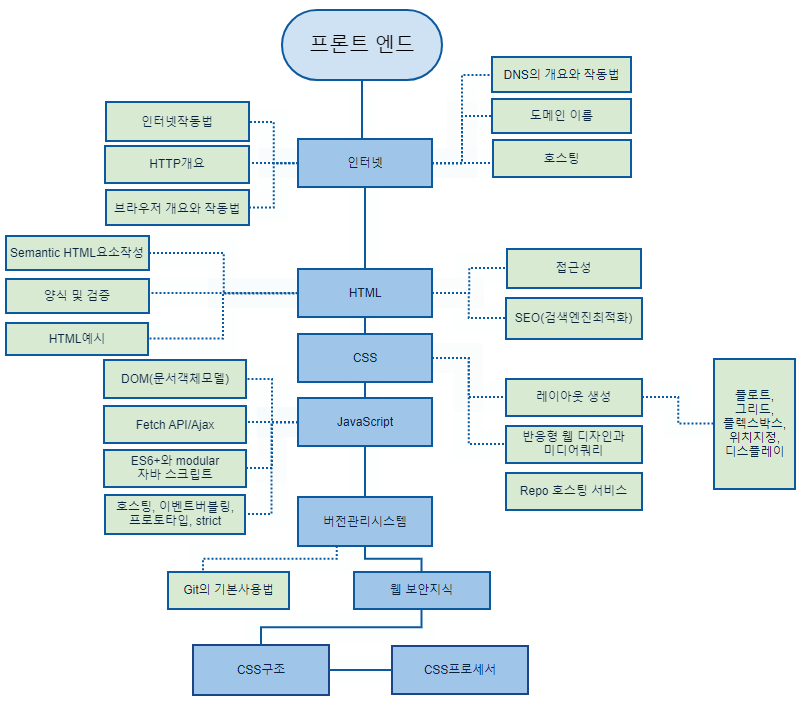 프론트 엔드
DNS의 개요와 작동법
인터넷작동법
도메인 이름
HTTP개요
인터넷
호스팅
브라우저 개요와 작동법
Semantic HTML요소작성
접근성
양식 및 검증
HTML
SEO(검색엔진최적화)
HTML예시
CSS
DOM(문서객체모델)
레이아웃 생성
플로트,
그리드,
플렉스박스,
위치지정,
디스플레이
Fetch API/Ajax
JavaScript
반응형 웹 디자인과
미디어쿼리
ES6+와 modular
자바 스크립트
Repo 호스팅 서비스
호스팅, 이벤트버블링,
프로토타입, strict
버전관리시스템
Git의 기본사용법
웹 보안지식
CSS구조
CSS프로세서